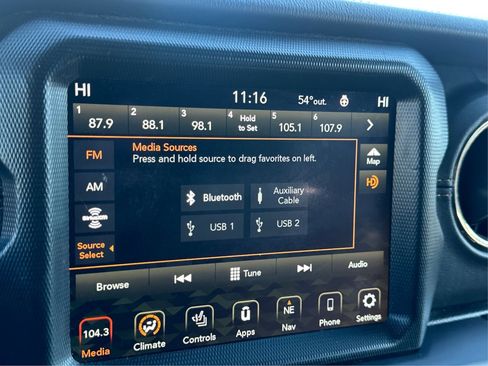 HI
11:16
54°out.
HI
1
87.9
2
88.1
3
98.1
4
Hold
to Set
5
105.1
6
107.9
FM
Media Sources
Press and hold source to drag favorites on left.
Map
AM
Bluetooth
Auxiliary
Cable
HD
SiriusXM
USB 1
USB 2
Source
Select
Browse
Tune
Audio
104.3
Media
Climate
Controls
U
Apps
NE
Nav
Phone
Settings